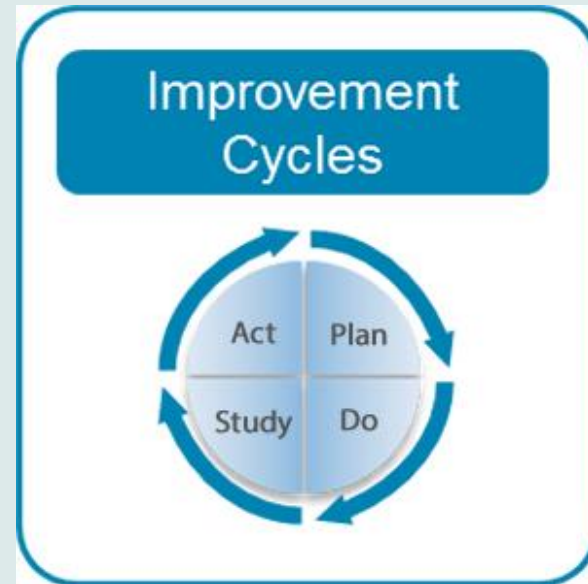 Improvement
Cycles
Act
Plan
Study
Do